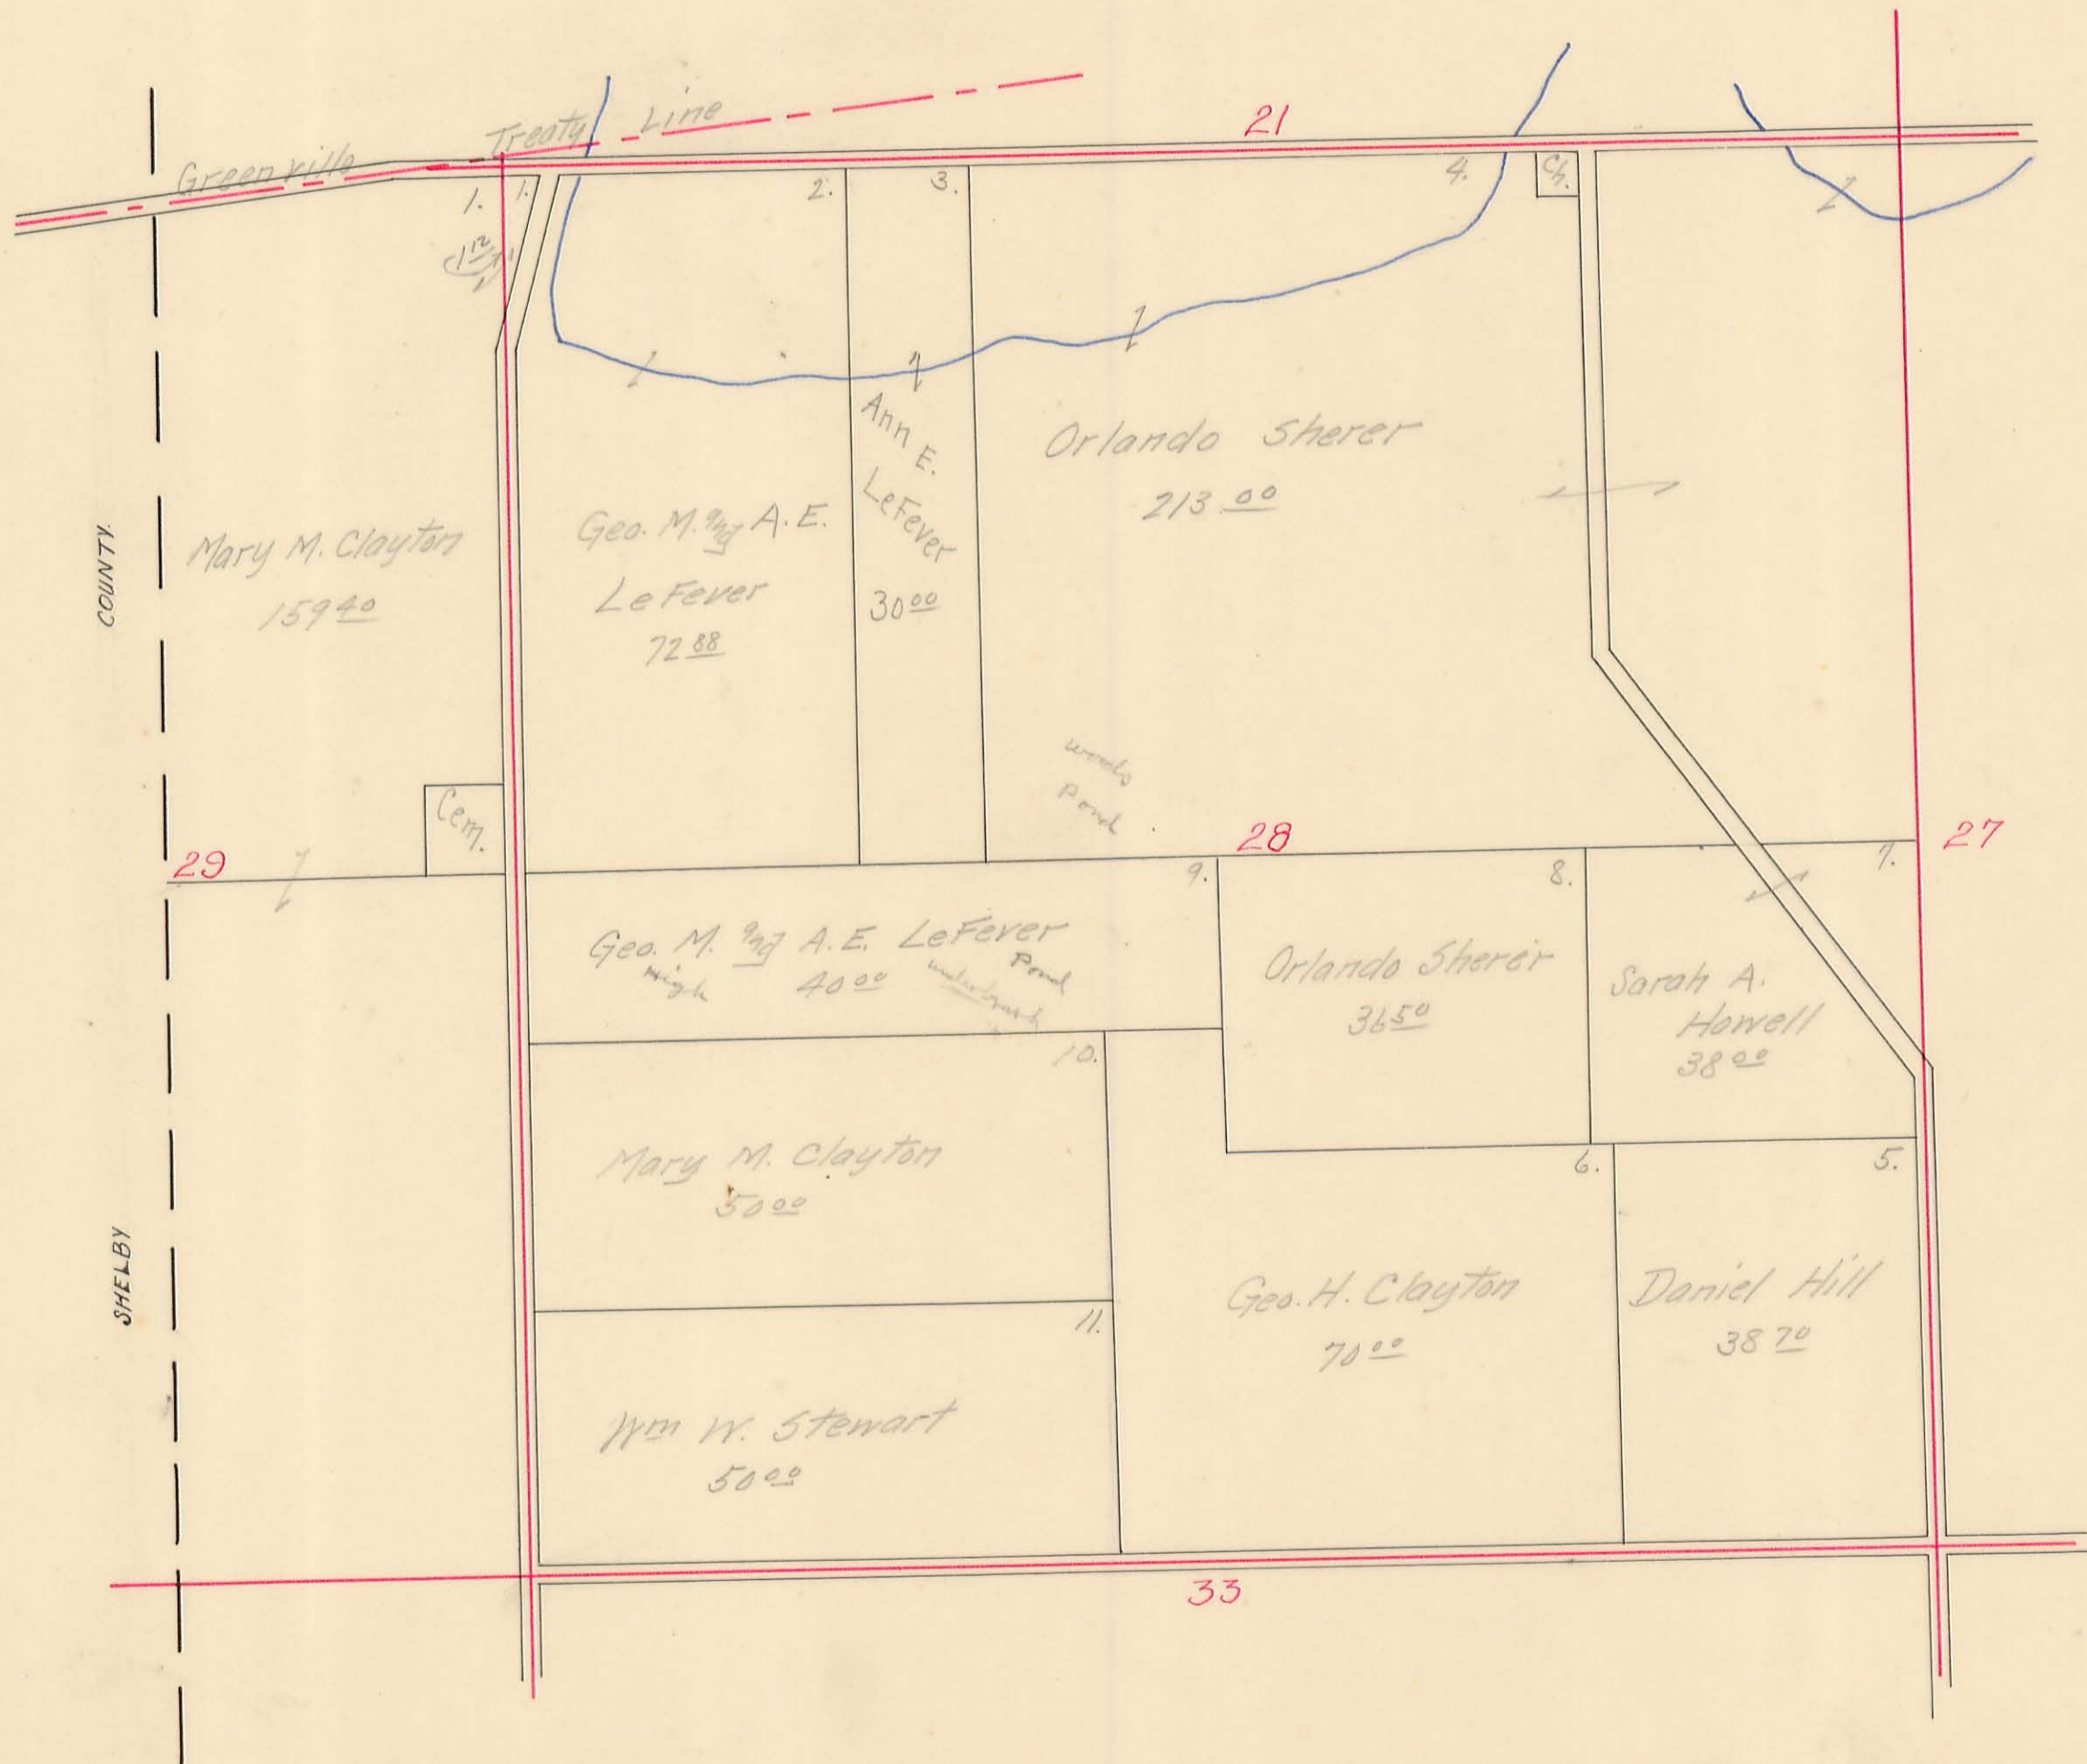 Greenville Treaty Line
21
1.
1.
2.
3.
4.
Ch.
Ann E.
LeFever
30 00
Orlando Sherer
213.00
Mary M. Clayton
159 40
Geo. M. and A.E.
LeFever
72 88
COUNTY
woods
Pond
Cem.
29
28
27
9.
8.
7.
Geo. M. and A.E. LeFever
High
40 00
underbrush
Pond
Orlando Sherer
36 50
Sarah A.
Howell
38 00
10.
Mary M. Clayton
50 00
6.
5.
SHELBY
11.
Geo. H. Clayton
70 00
Daniel Hill
38 70
Wm W. Stewart
50 00
33